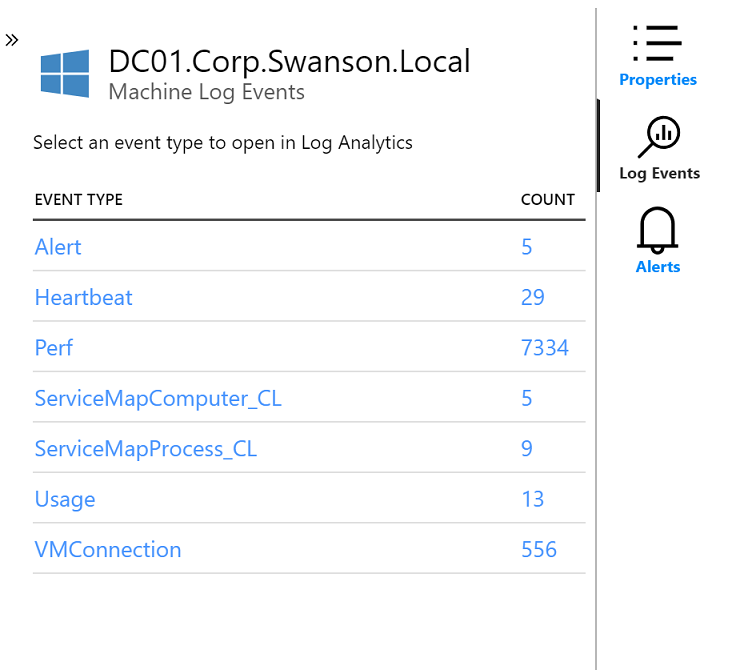 DC01.Corp.Swanson.Local
Machine Log Events
Select an event type to open in Log Analytics
EVENT TYPE COUNT
Alert 5
Heartbeat 29
Perf 7334
ServiceMapComputer_CL 5
ServiceMapProcess_CL 9
Usage 13
VMConnection 556
Properties
Log Events
Alerts